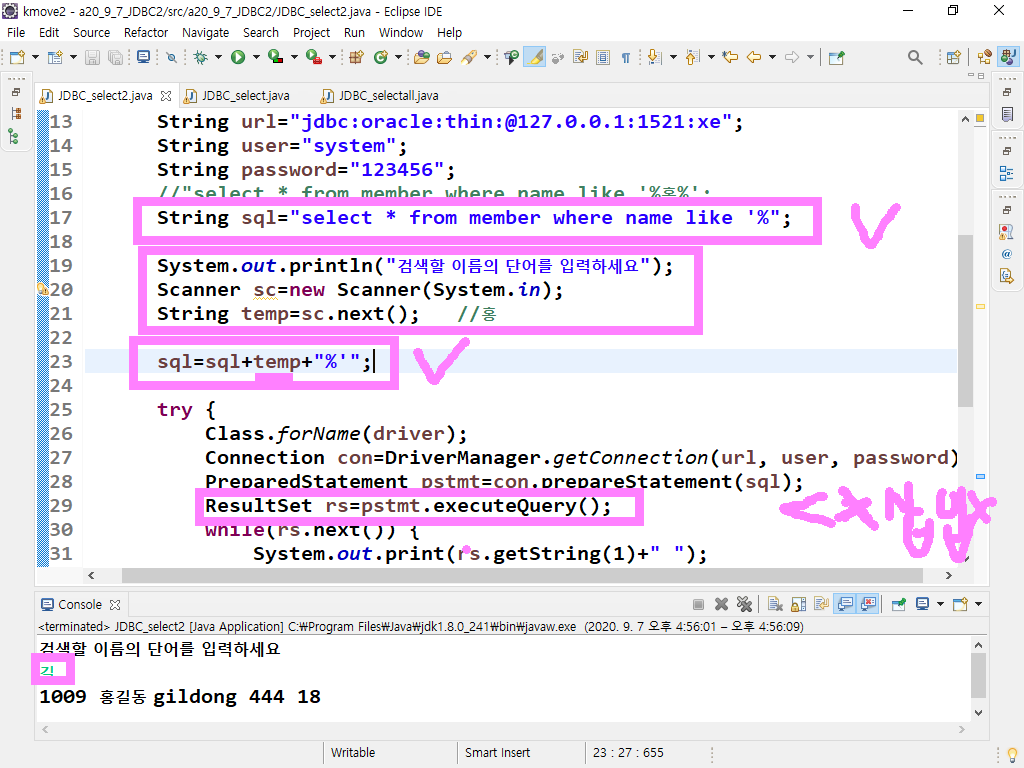 kmove2 - a20_9_7_JDBC2/src/a20_9_7_JDBC2/JDBC_select2.java - Eclipse IDE
File Edit Source Refactor Navigate Search Project Run Window Help
JDBC_select2.java JDBC_select.java JDBC_selectall.java
13 String url="jdbc:oracle:thin:@127.0.0.1:1521:xe";
14 String user="system";
15 String password="123456";
16 //"select * from member where name like '%홍%';
17 String sql="select * from member where name like '%";
18
19 System.out.println("검색할 이름의 단어를 입력하세요");
20 Scanner sc=new Scanner(System.in);
21 String temp=sc.next(); //홍
22
23 sql=sql+temp+"%'";
24
25 try {
26 Class.forName(driver);
27 Connection con=DriverManager.getConnection(url, user, password)
28 PreparedStatement pstmt=con.prepareStatement(sql);
29 ResultSet rs=pstmt.executeQuery();
30 while(rs.next()) {
31 System.out.print(rs.getString(1)+" ");
Console
<terminated> JDBC_select2 [Java Application] C:₩Program Files₩Java₩jdk1.8.0_241₩bin₩javaw.exe (2020. 9. 7 오후 4:56:01 – 오후 4:56:09)
검색할 이름의 단어를 입력하세요
길
1009 홍길동 gildong 444 18
Writable Smart Insert 23 : 27 : 655